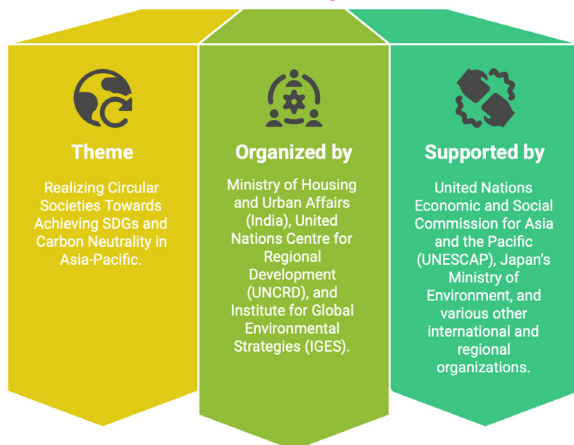 Theme
Realizing Circular
Societies Towards
Achieving SDGs and
Carbon Neutrality in
Asia-Pacific.
Organized by
Ministry of Housing
and Urban Affairs
(India), United
Nations Centre for
Regional
Development
(UNCRD), and
Institute for Global
Environmental
Strategies (IGES).
Supported by
United Nations
Economic and Social
Commission for Asia
and the Pacific
(UNESCAP), Japan's
Ministry of
Environment, and
various other
international and
regional
organizations.